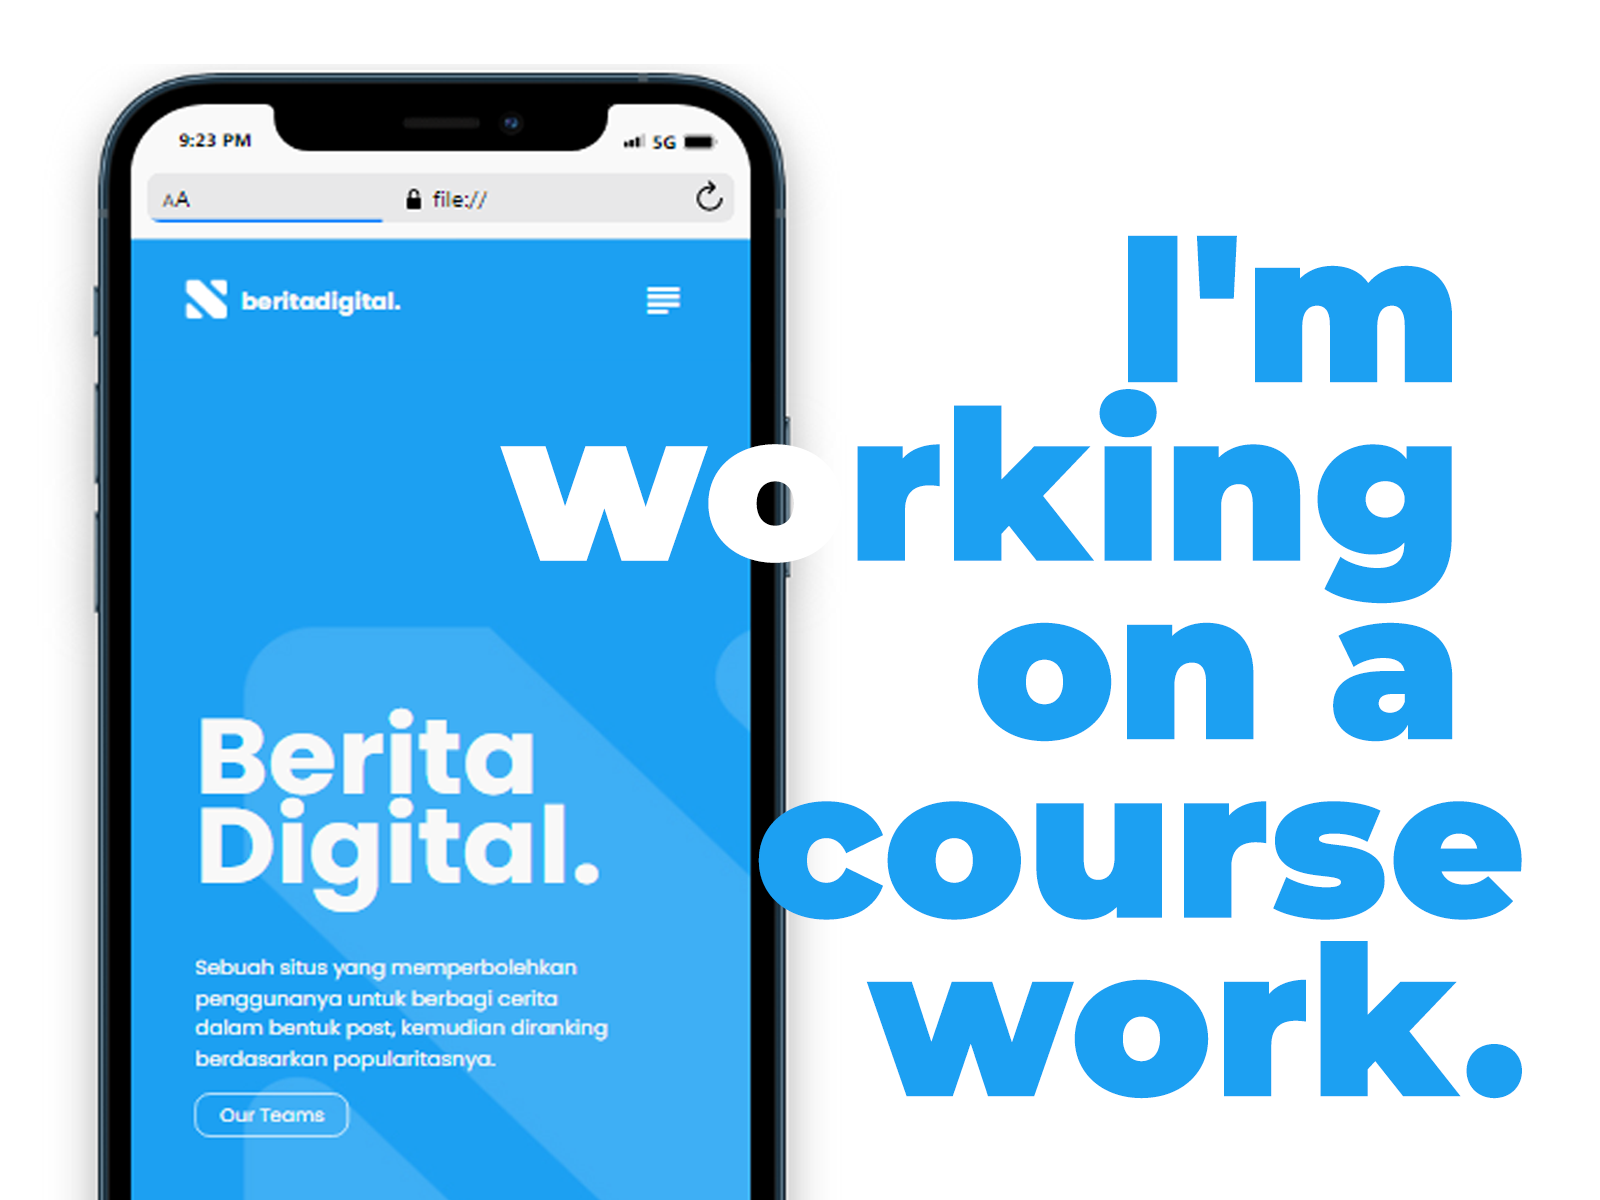 9:23 PM
5G
AA
file://
beritadigital.
Berita
Digital.
Sebuah situs yang memperbolehkan
penggunanya untuk berbagi cerita
dalam bentuk post, kemudian diranking
berdasarkan popularitasnya.
Our Teams
I'm
working
on a
course
work.